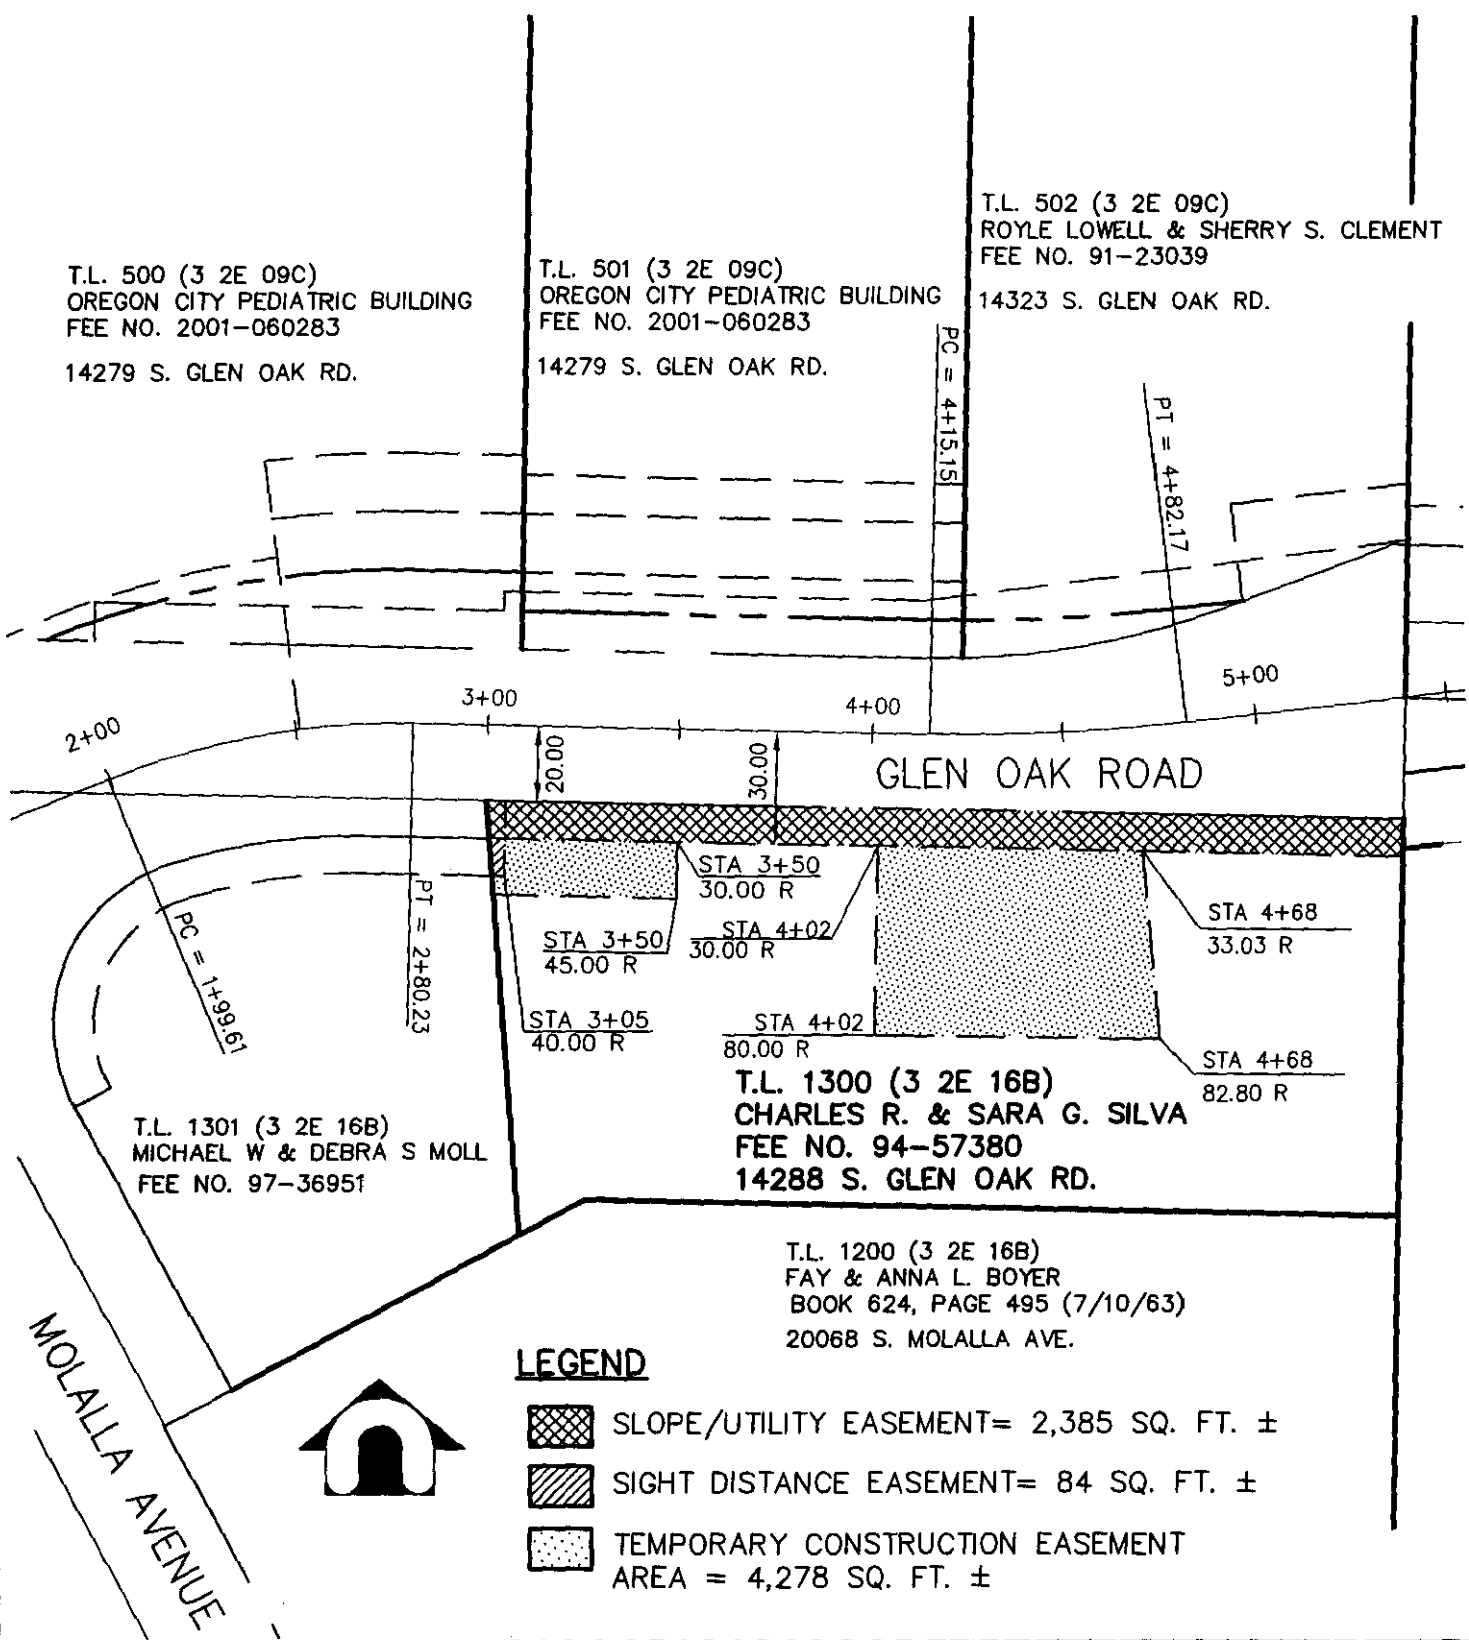 T.L. 502 (3 2E 09C)
ROYLE LOWELL & SHERRY S. CLEMENT
FEE NO. 91-23039
14323 S. GLEN OAK RD.
T.L. 500 (3 2E 09C)
OREGON CITY PEDIATRIC BUILDING
FEE NO. 2001-060283
14279 S. GLEN OAK RD.
T.L. 501 (3 2E 09C)
OREGON CITY PEDIATRIC BUILDING
FEE NO. 2001-060283
14279 S. GLEN OAK RD.
PC = 4+15.15
PT = 4+82.17
2+00
3+00
4+00
5+00
20.00
30.00
GLEN OAK ROAD
STA 3+50
30.00 R
STA 3+50
45.00 R
STA 4+02
30.00 R
STA 4+68
33.03 R
PC = 1+99.61
PT = 2+80.23
STA 3+05
40.00 R
STA 4+02
80.00 R
STA 4+68
82.80 R
T.L. 1300 (3 2E 16B)
CHARLES R. & SARA G. SILVA
FEE NO. 94-57380
14288 S. GLEN OAK RD.
T.L. 1301 (3 2E 16B)
MICHAEL W & DEBRA S MOLL
FEE NO. 97-36951
T.L. 1200 (3 2E 16B)
FAY & ANNA L. BOYER
BOOK 624, PAGE 495 (7/10/63)
20068 S. MOLALLA AVE.
MOLALLA AVENUE
LEGEND
SLOPE/UTILITY EASEMENT= 2,385 SQ. FT. ±
SIGHT DISTANCE EASEMENT= 84 SQ. FT. ±
TEMPORARY CONSTRUCTION EASEMENT
AREA = 4,278 SQ. FT. ±